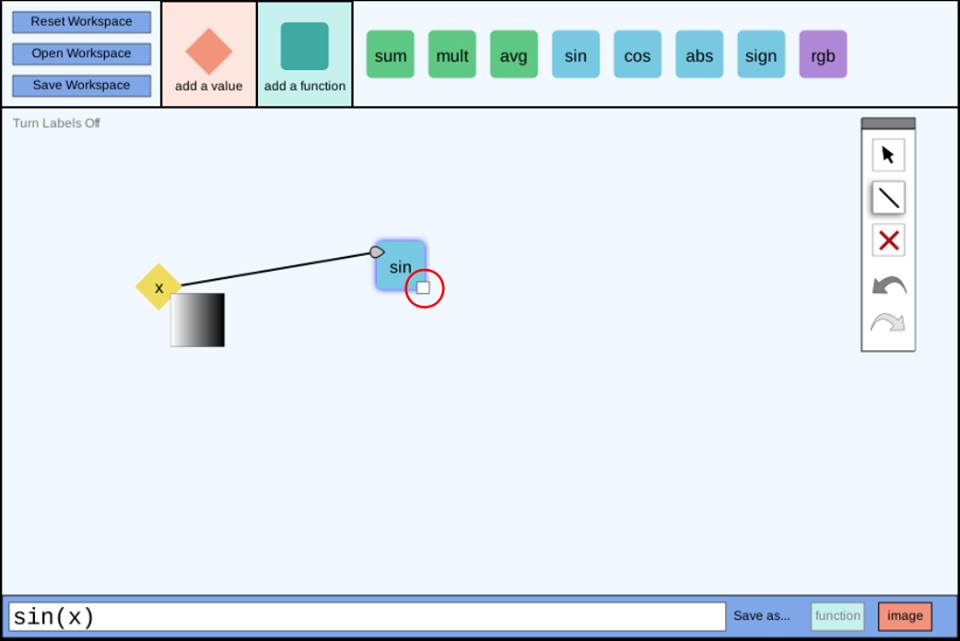 Reset Workspace
Open Workspace
Save Workspace
add a value
add a function
sum mult avg sin cos abs sign rgb
Turn Labels Off
x
sin
sin(x)
Save as... function image